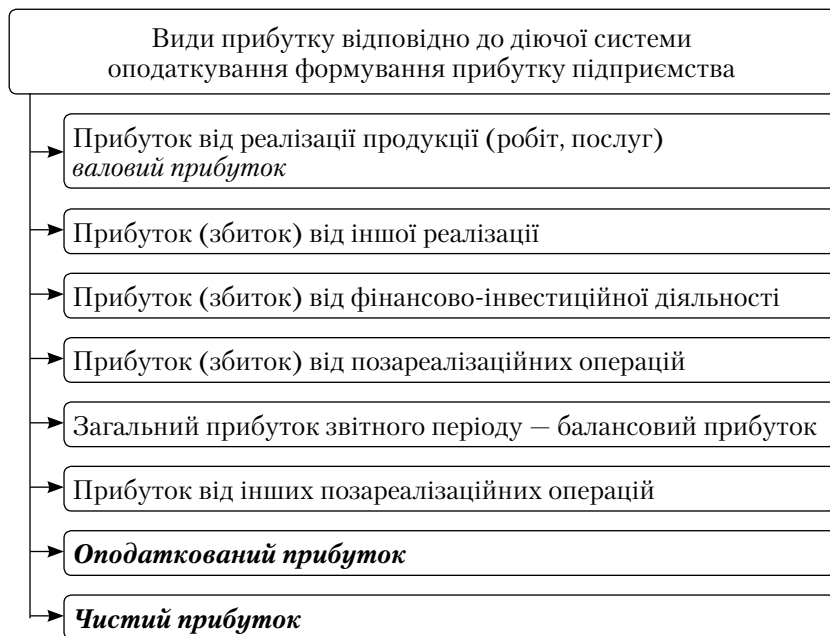 Види прибутку відповідно до діючої системи
оподаткування формування прибутку підприємства
Прибуток від реалізації продукції (робіт, послуг)
валовий прибуток
Прибуток (збиток) від іншої реалізації
Прибуток (збиток) від фінансово-інвестиційної діяльності
Прибуток (збиток) від позареалізаційних операцій
Загальний прибуток звітного періоду — балансовий прибуток
Прибуток від інших позареалізаційних операцій
Оподаткований прибуток
Чистий прибуток